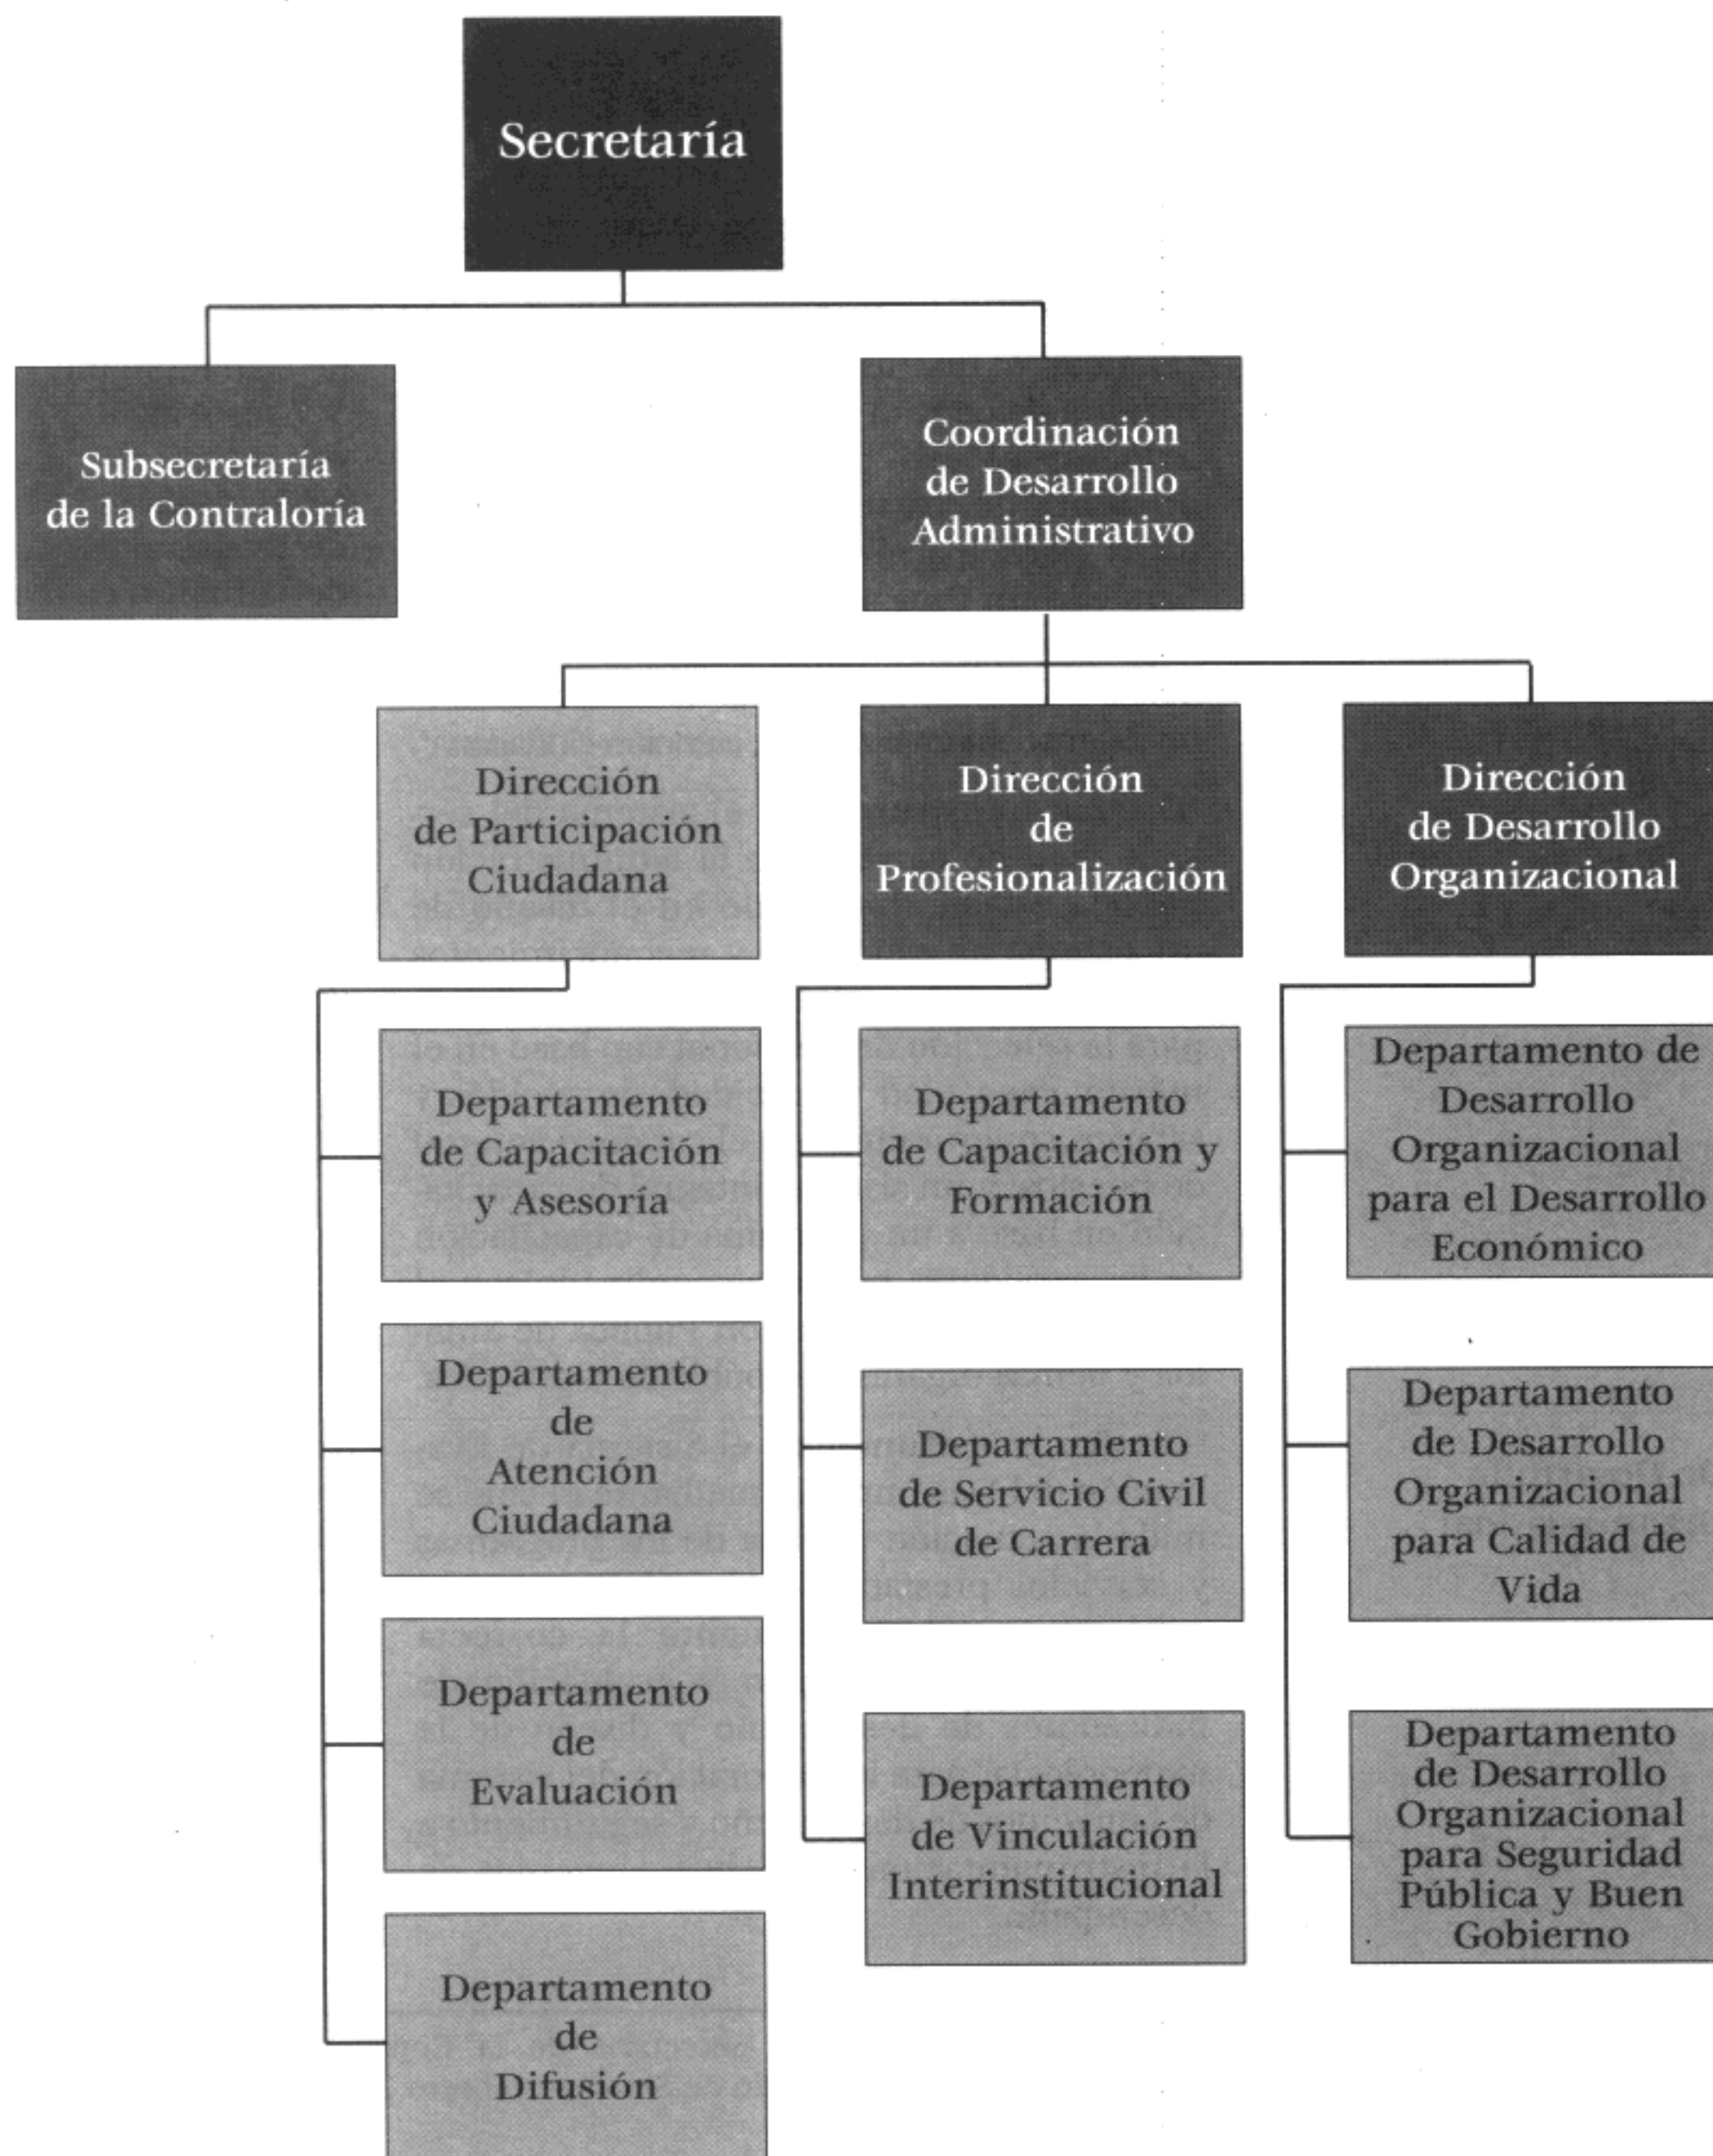 Secretaría
Subsecretaría
de la Contraloría
Coordinación
de Desarrollo
Administrativo
Dirección
de Participación
Ciudadana
Dirección
de
Profesionalización
Dirección
de Desarrollo
Organizacional
Departamento
de Capacitación
y Asesoría
Departamento
de
Atención
Ciudadana
Departamento
de
Evaluación
Departamento
de
Difusión
Departamento
de Capacitación y
Formación
Departamento
de Servicio Civil
de Carrera
Departamento
de Vinculación
Interinstitucional
Departamento de
Desarrollo
Organizacional
para el Desarrollo
Económico
Departamento
de Desarrollo
Organizacional
para Calidad de
Vida
Departamento
de Desarrollo
Organizacional
para Seguridad
Pública y Buen
Gobierno